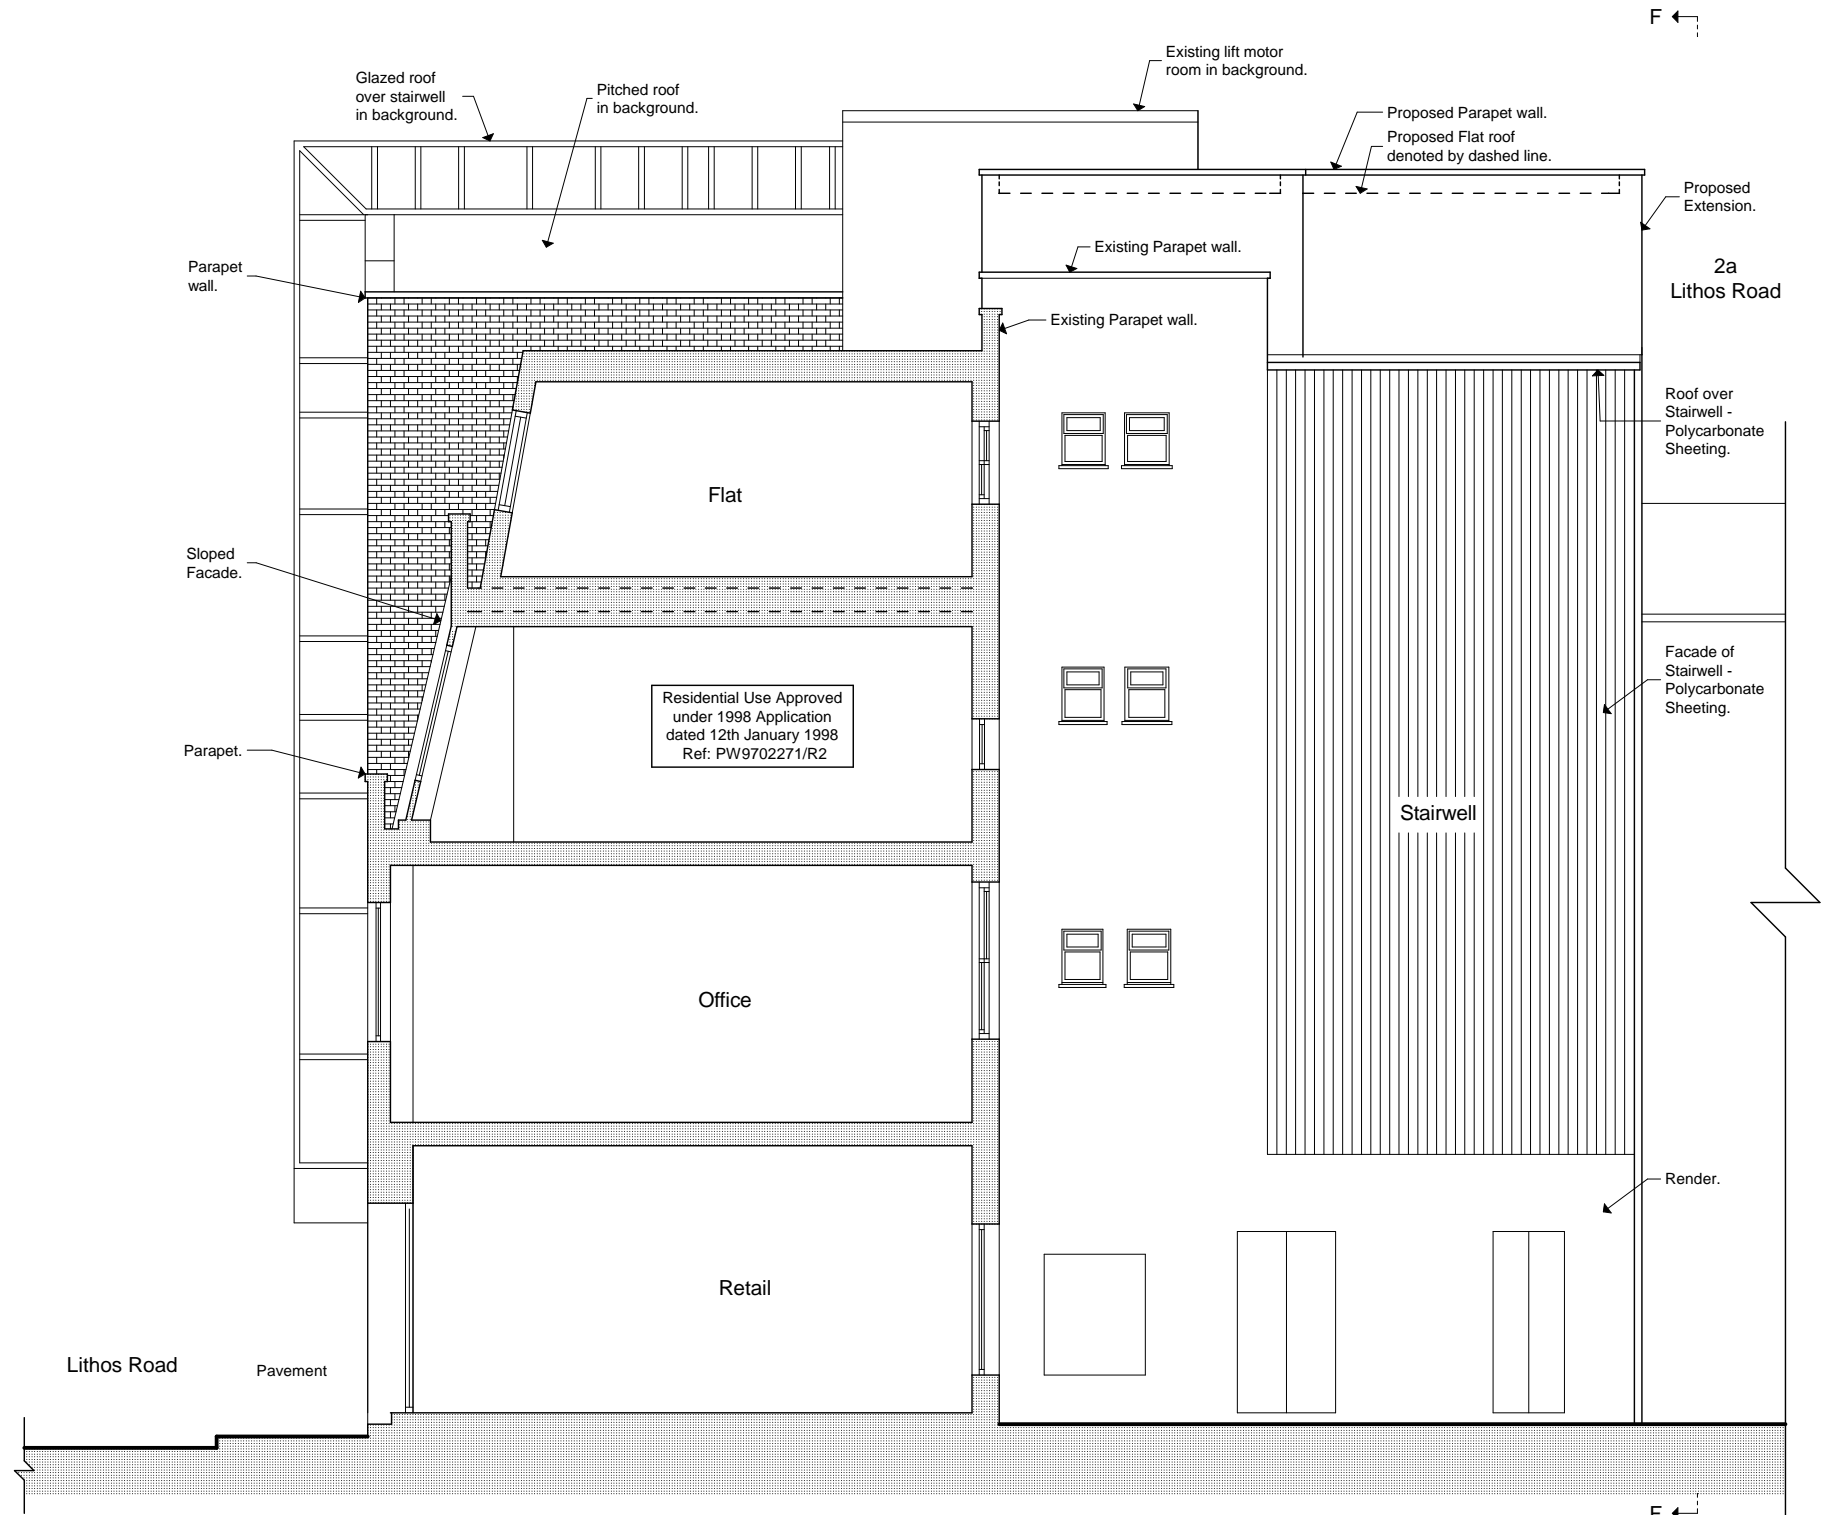 F
Existing lift motor
room in background.
Glazed roof
over stairwell
in background.
Pitched roof
in background.
Proposed Parapet wall.
Proposed Flat roof
denoted by dashed line.
Proposed
Extension.
Existing Parapet wall.
2a
Lithos Road
Parapet
wall.
Existing Parapet wall.
Roof over
Stairwell -
Polycarbonate
Sheeting.
Flat
Sloped
Facade.
Facade of
Stairwell -
Polycarbonate
Sheeting.
Residential Use Approved
under 1998 Application
dated 12th January 1998
Ref: PW9702271/R2
Parapet.
Stairwell
Office
Render.
Retail
Lithos Road
Pavement
F